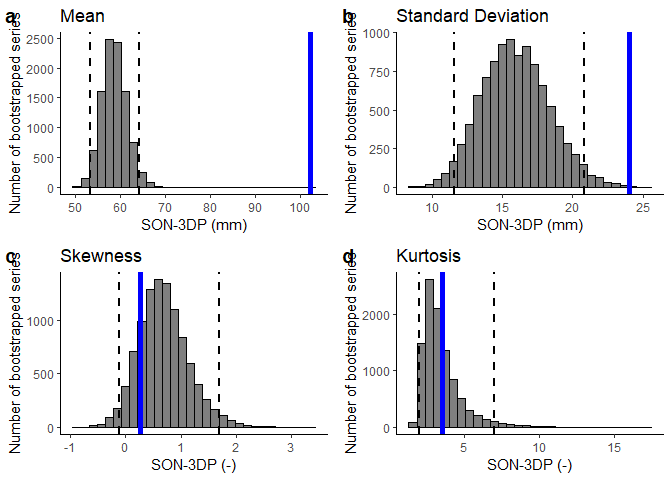 a Mean
Number of bootstrapped series
2500
2000
1500
1000
500
0
50 60 70 80 90 100
SON-3DP (mm)
b Standard Deviation
Number of bootstrapped series
1000
750
500
250
0
10 15 20 25
SON-3DP (mm)
c Skewness
Number of bootstrapped series
1000
500
0
-1 0 1 2 3
SON-3DP (-)
d Kurtosis
Number of bootstrapped series
2000
1000
0
5 10 15
SON-3DP (-)